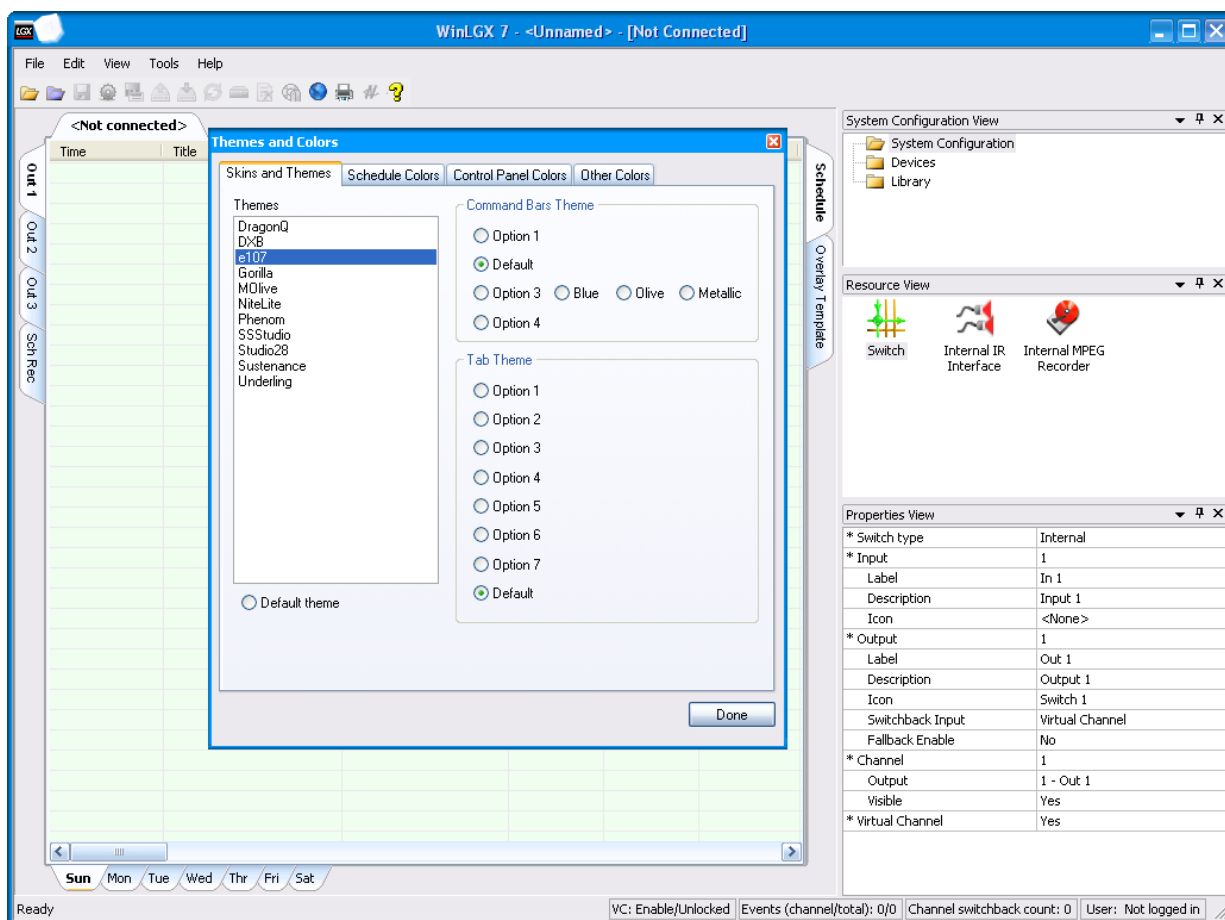 LGX
WinLGX 7 - <Unnamed> - [Not Connected]
File Edit View Tools Help
<Not connected>
Time Title
Out 1
Out 2
Out 3
Sch Rec
Themes and Colors
Skins and Themes Schedule Colors Control Panel Colors Other Colors
Themes
DragonQ
DXB
e107
Gorilla
MOlive
NiteLite
Phenom
SSStudio
Studio28
Sustenance
Underling
Default theme
Command Bars Theme
Option 1
Default
Option 3 Blue Olive Metallic
Option 4
Tab Theme
Option 1
Option 2
Option 3
Option 4
Option 5
Option 6
Option 7
Default
Done
Schedule
Overlay Template
System Configuration View
System Configuration
Devices
Library
Resource View
Switch
Internal IR Interface
Internal MPEG Recorder
Properties View
* Switch type Internal
* Input 1
Label In 1
Description Input 1
Icon <None>
* Output 1
Label Out 1
Description Output 1
Icon Switch 1
Switchback Input Virtual Channel
Fallback Enable No
* Channel 1
Output 1 - Out 1
Visible Yes
* Virtual Channel Yes
Sun Mon Tue Wed Thr Fri Sat
Ready
VC: Enable/Unlocked Events (channel/total): 0/0 Channel switchback count: 0 User: Not logged in